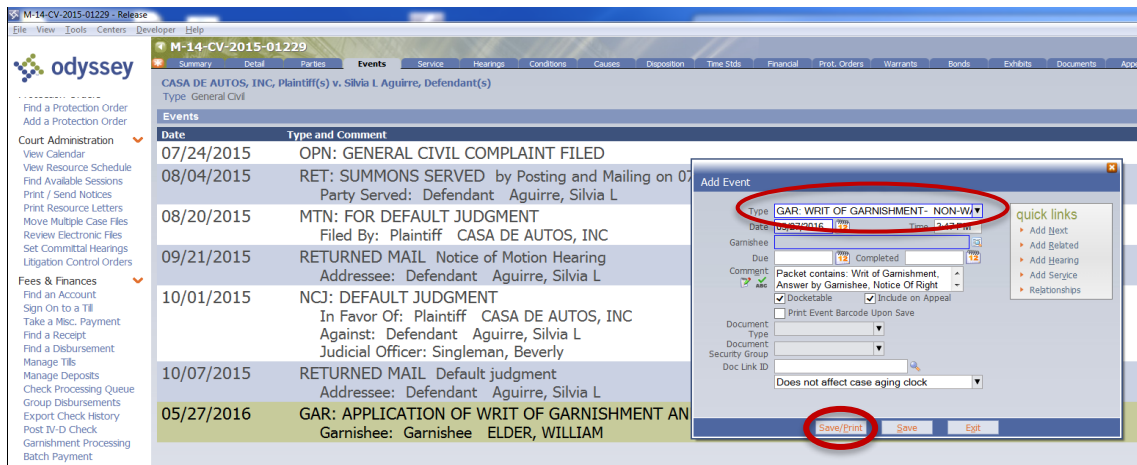 M-14-CV-2015-01229 - Release
File View Tools Centers Developer Help
odyssey
Find a Protection Order
Add a Protection Order
Court Administration
View Calendar
View Resource Schedule
Find Available Sessions
Print / Send Notices
Print Resource Letters
Move Multiple Case Files
Review Electronic Files
Set Committal Hearings
Litigation Control Orders
Fees & Finances
Find an Account
Sign On to a Till
Take a Misc. Payment
Find a Receipt
Find a Disbursement
Manage Tills
Manage Deposits
Check Processing Queue
Group Disbursements
Export Check History
Post IV-D Check
Garnishment Processing
Batch Payment
M-14-CV-2015-01229
Summary Detail Parties Events Service Hearings Conditions Causes Disposition Time Stds Financial Prot. Orders Warrants Bonds Exhibits Documents Appe
CASA DE AUTOS, INC, Plaintiff(s) v. Silvia L Aguirre, Defendant(s)
Type General Civil
Events
Date Type and Comment
07/24/2015 OPN: GENERAL CIVIL COMPLAINT FILED
08/04/2015 RET: SUMMONS SERVED by Posting and Mailing on 07
Party Served: Defendant Aguirre, Silvia L
08/20/2015 MTN: FOR DEFAULT JUDGMENT
Filed By: Plaintiff CASA DE AUTOS, INC
09/21/2015 RETURNED MAIL Notice of Motion Hearing
Addressee: Defendant Aguirre, Silvia L
10/01/2015 NCJ: DEFAULT JUDGMENT
In Favor Of: Plaintiff CASA DE AUTOS, INC
Against: Defendant Aguirre, Silvia L
Judicial Officer: Singleman, Beverly
10/07/2015 RETURNED MAIL Default judgment
Addressee: Defendant Aguirre, Silvia L
05/27/2016 GAR: APPLICATION OF WRIT OF GARNISHMENT AN
Garnishee: Garnishee ELDER, WILLIAM
Add Event
Type GAR: WRIT OF GARNISHMENT- NON-WA
Date 05/27/2016 12 Time 3:47 PM
Garnishee
Due 12 Completed 12
Comment Packet contains: Writ of Garnishment,
Answer by Garnishee, Notice Of Right
ABC
Docketable Include on Appeal
Print Event Barcode Upon Save
Document
Type
Document
Security Group
Doc Link ID
Does not affect case aging clock
Save/Print Save Exit
quick links
Add Next
Add Related
Add Hearing
Add Service
Relationships